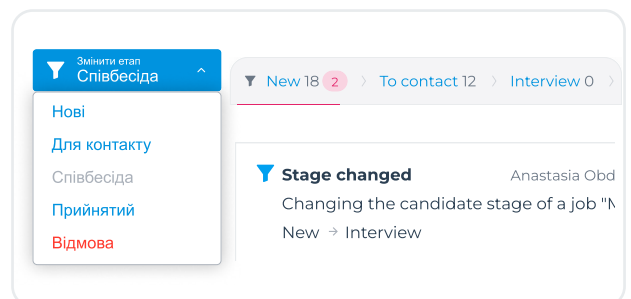 Змінити етап
Співбесіда
Нові
Для контакту
Співбесіда
Прийнятий
Відмова
New 18 2 To contact 12 Interview 0
Stage changed Anastasia Obd
Changing the candidate stage of a job "M
New → Interview